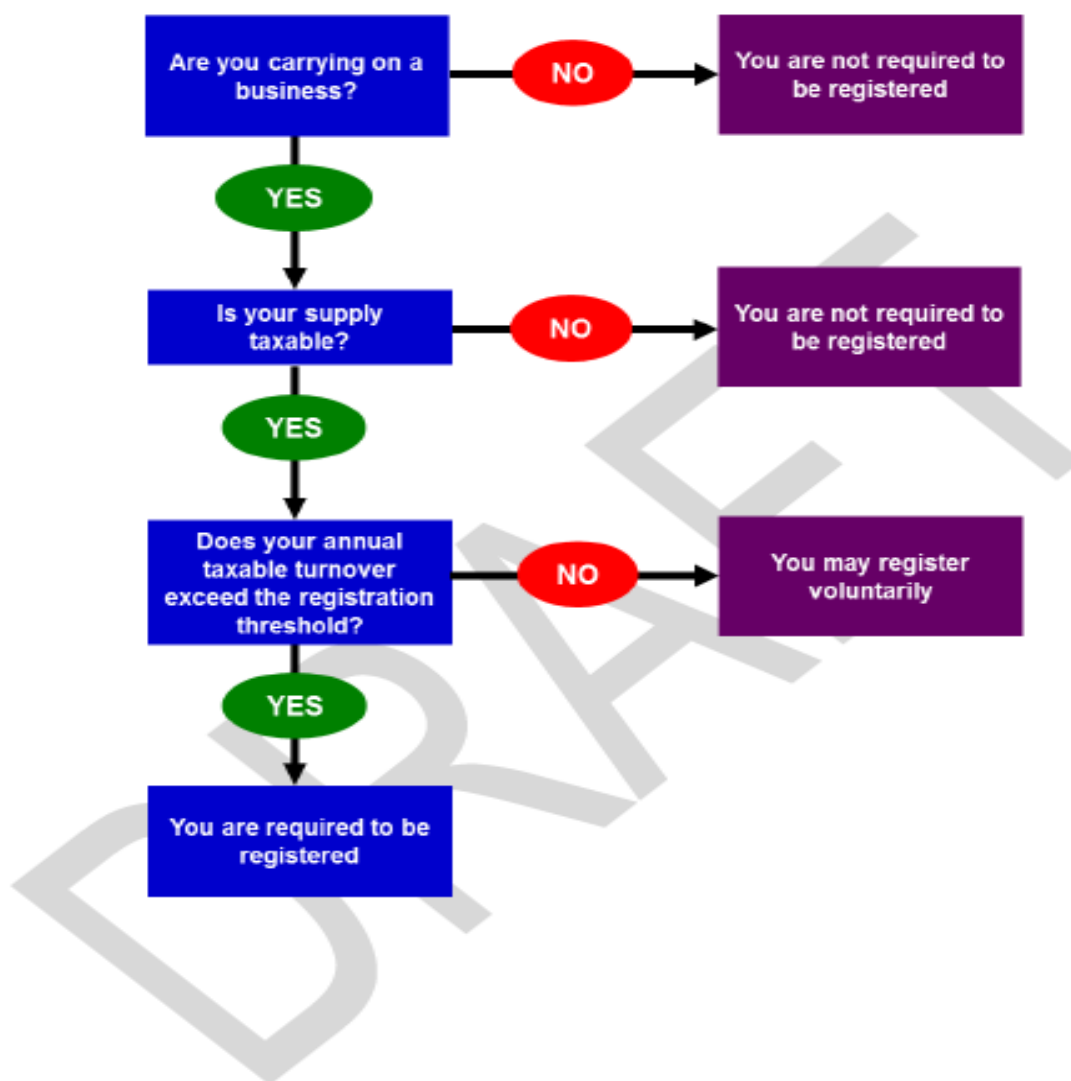 Are you carrying on a
business?
NO
You are not required to
be registered
YES
Is your supply
taxable?
NO
You are not required to
be registered
YES
Does your annual
taxable turnover
exceed the registration
threshold?
NO
You may register
voluntarily
YES
You are required to be
registered
DRAFT